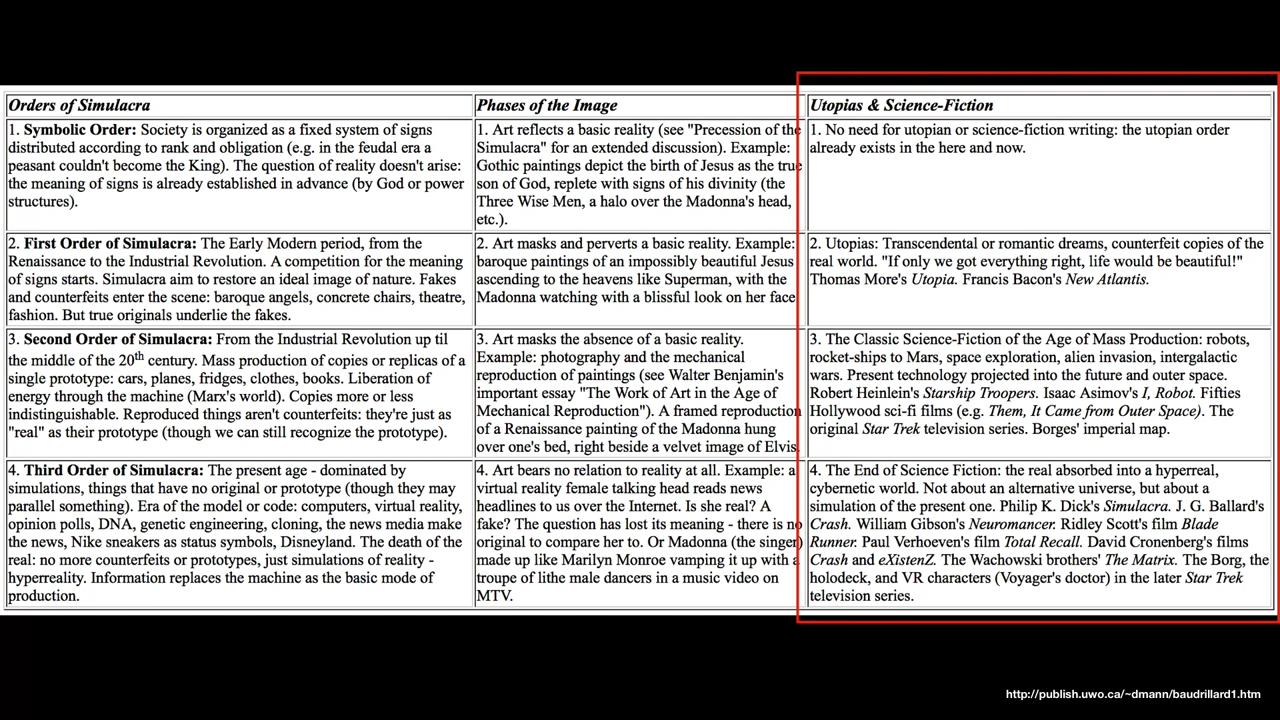 Orders of Simulacra
Phases of the Image
Utopias & Science-Fiction
1. Symbolic Order: Society is organized as a fixed system of signs
distributed according to rank and obligation (e.g. in the feudal era a
peasant couldn't become the King). The question of reality doesn't arise:
the meaning of signs is already established in advance (by God or power
structures).
1. Art reflects a basic reality (see "Precession of the
Simulacra" for an extended discussion). Example:
Gothic paintings depict the birth of Jesus as the true
son of God, replete with signs of his divinity (the
Three Wise Men, a halo over the Madonna's head,
etc.).
1. No need for utopian or science-fiction writing: the utopian order
already exists in the here and now.
2. First Order of Simulacra: The Early Modern period, from the
Renaissance to the Industrial Revolution. A competition for the meaning
of signs starts. Simulacra aim to restore an ideal image of nature. Fakes
and counterfeits enter the scene: baroque angels, concrete chairs, theatre,
fashion. But true originals underlie the fakes.
2. Art masks and perverts a basic reality. Example:
baroque paintings of an impossibly beautiful Jesus
ascending to the heavens like Superman, with the
Madonna watching with a blissful look on her face
2. Utopias: Transcendental or romantic dreams, counterfeit copies of the
real world. "If only we got everything right, life would be beautiful!"
Thomas More's Utopia. Francis Bacon's New Atlantis.
3. Second Order of Simulacra: From the Industrial Revolution up til
the middle of the 20th century. Mass production of copies or replicas of a
single prototype: cars, planes, fridges, clothes, books. Liberation of
energy through the machine (Marx's world). Copies more or less
indistinguishable. Reproduced things aren't counterfeits: they're just as
"real" as their prototype (though we can still recognize the prototype).
3. Art masks the absence of a basic reality.
Example: photography and the mechanical
reproduction of paintings (see Walter Benjamin's
important essay "The Work of Art in the Age of
Mechanical Reproduction"). A framed reproduction
of a Renaissance painting of the Madonna hung
over one's bed, right beside a velvet image of Elvis.
3. The Classic Science-Fiction of the Age of Mass Production: robots,
rocket-ships to Mars, space exploration, alien invasion, intergalactic
wars. Present technology projected into the future and outer space.
Robert Heinlein's Starship Troopers. Isaac Asimov's I, Robot. Fifties
Hollywood sci-fi films (e.g. Them, It Came from Outer Space). The
original Star Trek television series. Borges' imperial map.
4. Third Order of Simulacra: The present age - dominated by
simulations, things that have no original or prototype (though they may
parallel something). Era of the model or code: computers, virtual reality,
opinion polls, DNA, genetic engineering, cloning, the news media make
the news, Nike sneakers as status symbols, Disneyland. The death of the
real: no more counterfeits or prototypes, just simulations of reality -
hyperreality. Information replaces the machine as the basic mode of
production.
4. Art bears no relation to reality at all. Example: a
virtual reality female talking head reads news
headlines to us over the Internet. Is she real? A
fake? The question has lost its meaning - there is no
original to compare her to. Or Madonna (the singer)
made up like Marilyn Monroe vamping it up with a
troupe of lithe male dancers in a music video on
MTV.
4. The End of Science Fiction: the real absorbed into a hyperreal,
cybernetic world. Not about an alternative universe, but about a
simulation of the present one. Philip K. Dick's Simulacra. J. G. Ballard's
Crash. William Gibson's Neuromancer. Ridley Scott's film Blade
Runner. Paul Verhoeven's film Total Recall. David Cronenberg's films
Crash and eXistenZ. The Wachowski brothers' The Matrix. The Borg, the
holodeck, and VR characters (Voyager's doctor) in the later Star Trek
television series.
http://publish.uwo.ca/~dmann/baudrillard1.htm